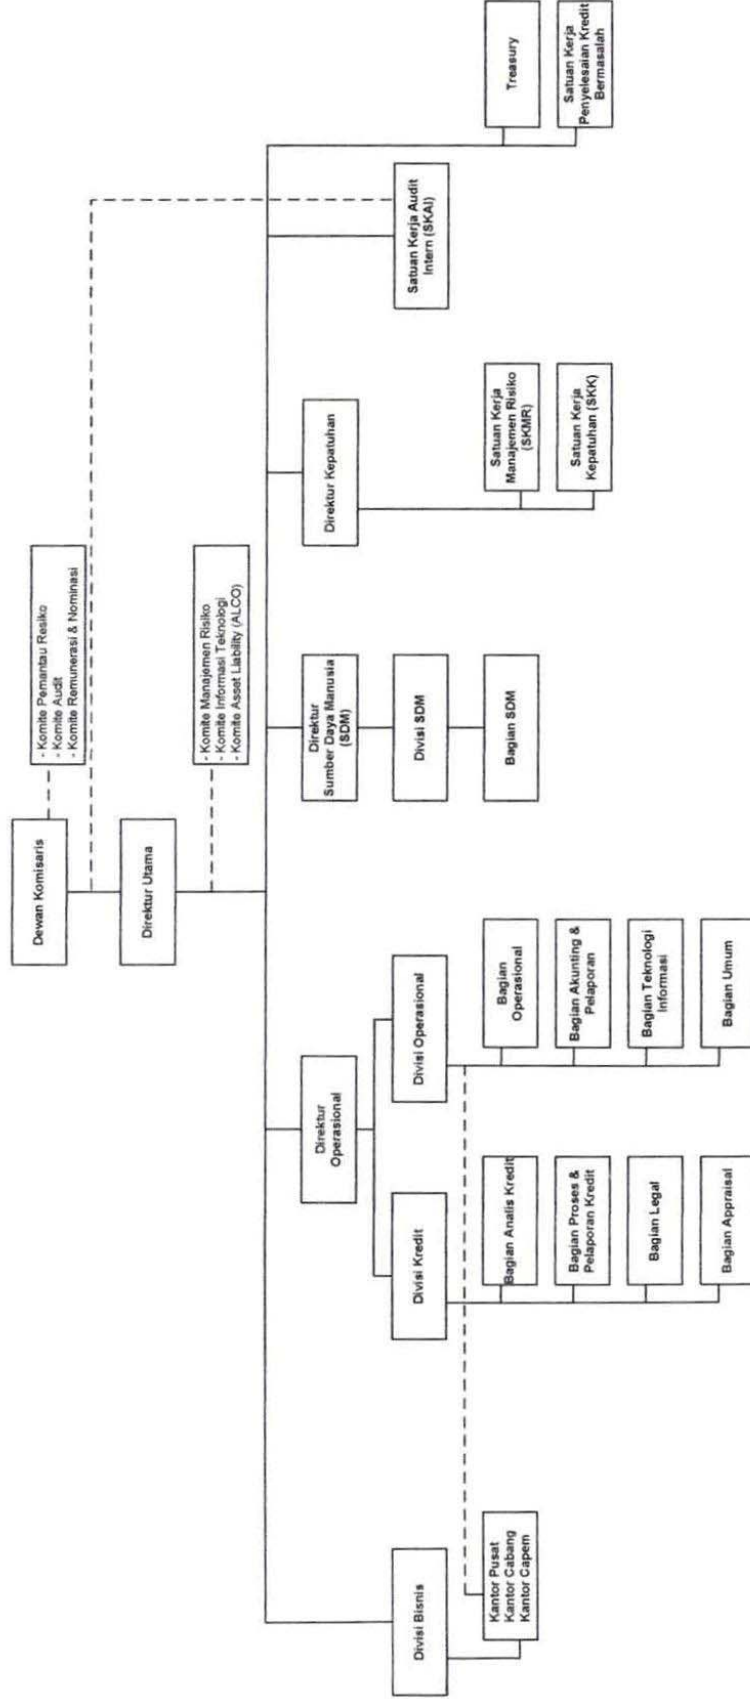 Dewan Komisaris
- Komite Pemantau Resiko
- Komite Audit
- Komite Remunerasi & Nominasi
Direktur Utama
- Komite Manajemen Risiko
- Komite Informasi Teknologi
- Komite Asset Liability (ALCO)
Direktur
Operasional
Direktur
Sumber Daya Manusia
(SDM)
Direktur Kepatuhan
Divisi Bisnis
Divisi Kredit
Divisi Operasional
Divisi SDM
Satuan Kerja Audit
Intern (SKAI)
Kantor Pusat
Kantor Cabang
Kantor Capem
Bagian Analis Kredit
Bagian Proses &
Pelaporan Kredit
Bagian Legal
Bagian Appraisal
Bagian
Operasional
Bagian Akunting &
Pelaporan
Bagian Teknologi
Informasi
Bagian Umum
Bagian SDM
Satuan Kerja
Manajemen Risiko
(SKMR)
Satuan Kerja
Kepatuhan (SKK)
Treasury
Satuan Kerja
Penyelesaian Kredit
Bermasalah